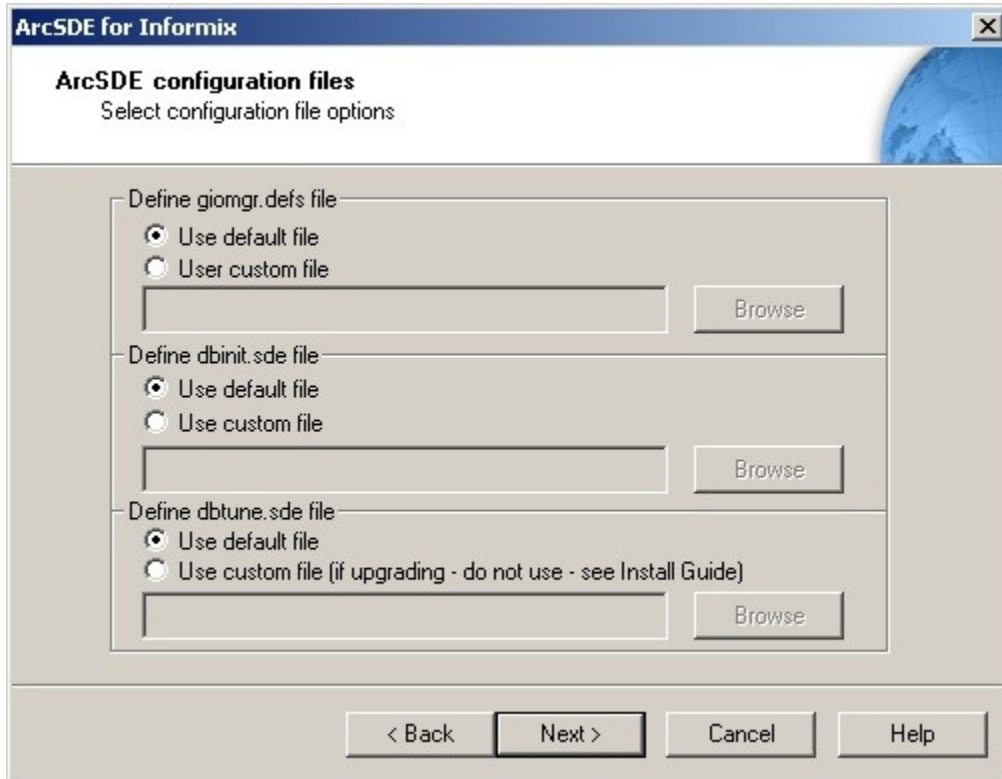 ArcSDE for Informix
ArcSDE configuration files
Select configuration file options
Define giomgr.defs file
Use default file
User custom file
Browse
Define dbinit.sde file
Use default file
Use custom file
Browse
Define dbtune.sde file
Use default file
Use custom file (if upgrading - do not use - see Install Guide)
Browse
< Back Next > Cancel Help